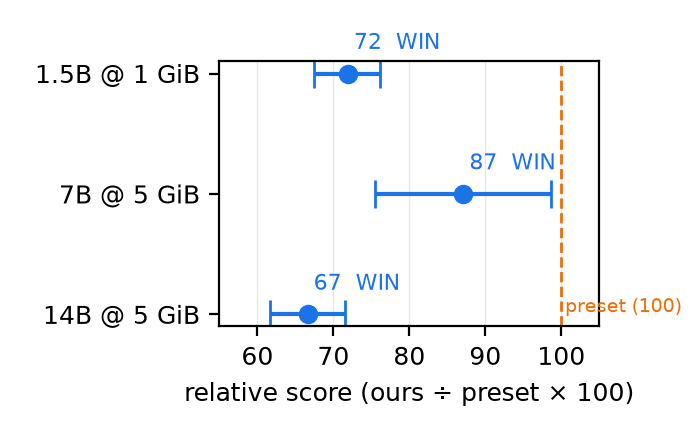 72 WIN
1.5B @ 1 GiB
87 WIN
7B @ 5 GiB
67 WIN
preset (100)
14B @ 5 GiB
60 70 80 90 100
relative score (ours ÷ preset × 100)